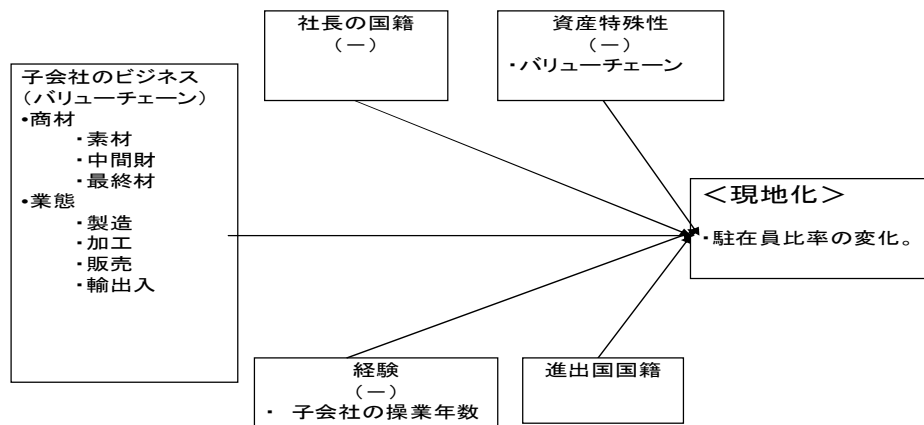 社長の国籍
（－）
資産特殊性
（－）
・バリューチェーン
子会社のビジネス
（バリューチェーン）
•商材
・素材
・中間財
・最終材
•業態
・製造
・加工
・販売
・輸出入
＜現地化＞
・駐在員比率の変化。
経験
（－）
・ 子会社の操業年数
進出国国籍